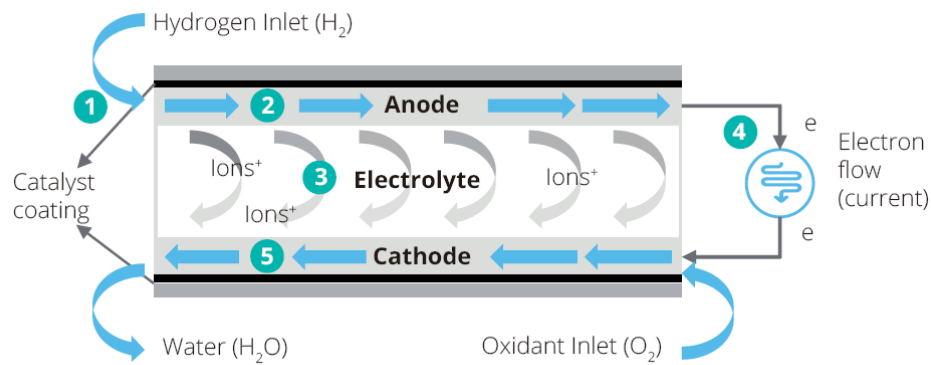 Hydrogen Inlet (H₂)
1
2
Anode
4
e
Electron
flow
(current)
Ions⁺
3
Electrolyte
Ions⁺
Catalyst
coating
Ions⁺
e
5
Cathode
Water (H₂O)
Oxidant Inlet (O₂)